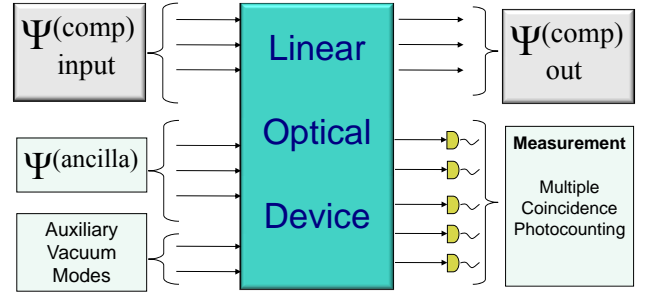 Ψ(comp)
input
Ψ(ancilla)
Auxiliary
Vacuum
Modes
Linear
Optical
Device
Ψ(comp)
out
Measurement
Multiple
Coincidence
Photocounting